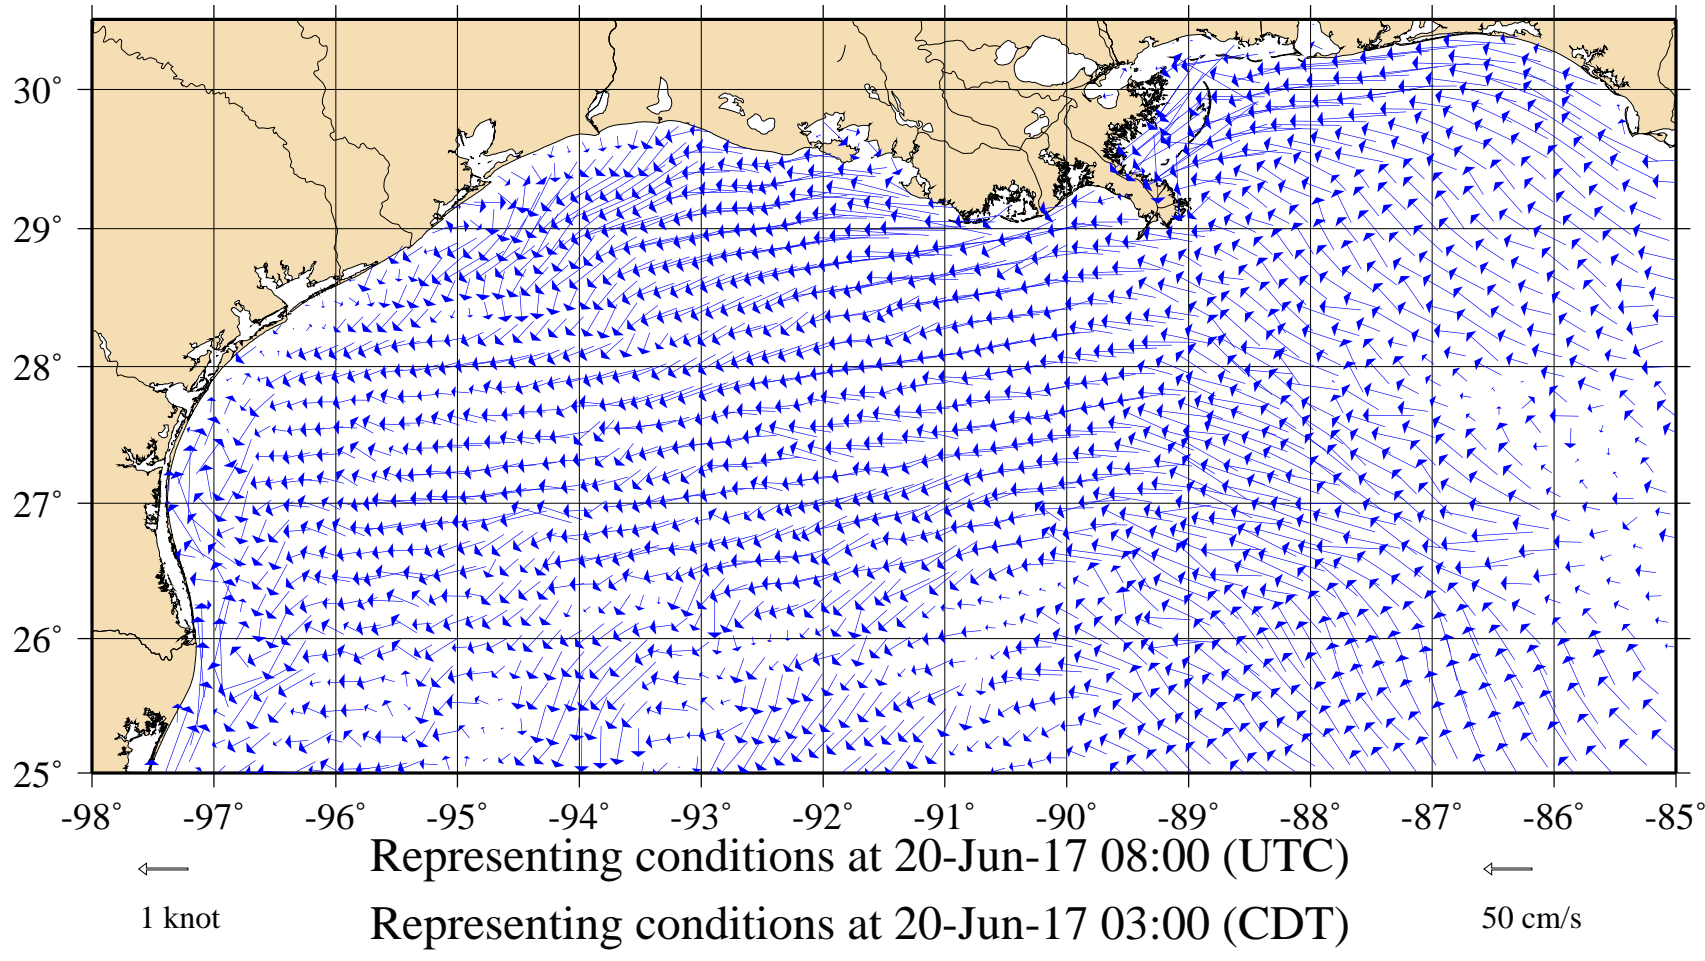 30°
29°
28°
27°
26°
25°
-98° -97° -96° -95° -94° -93° -92° -91° -90° -89° -88° -87° -86° -85
Representing conditions at 20-Jun-17 08:00 (UTC)
1 knot
Representing conditions at 20-Jun-17 03:00 (CDT)
50 cm/s